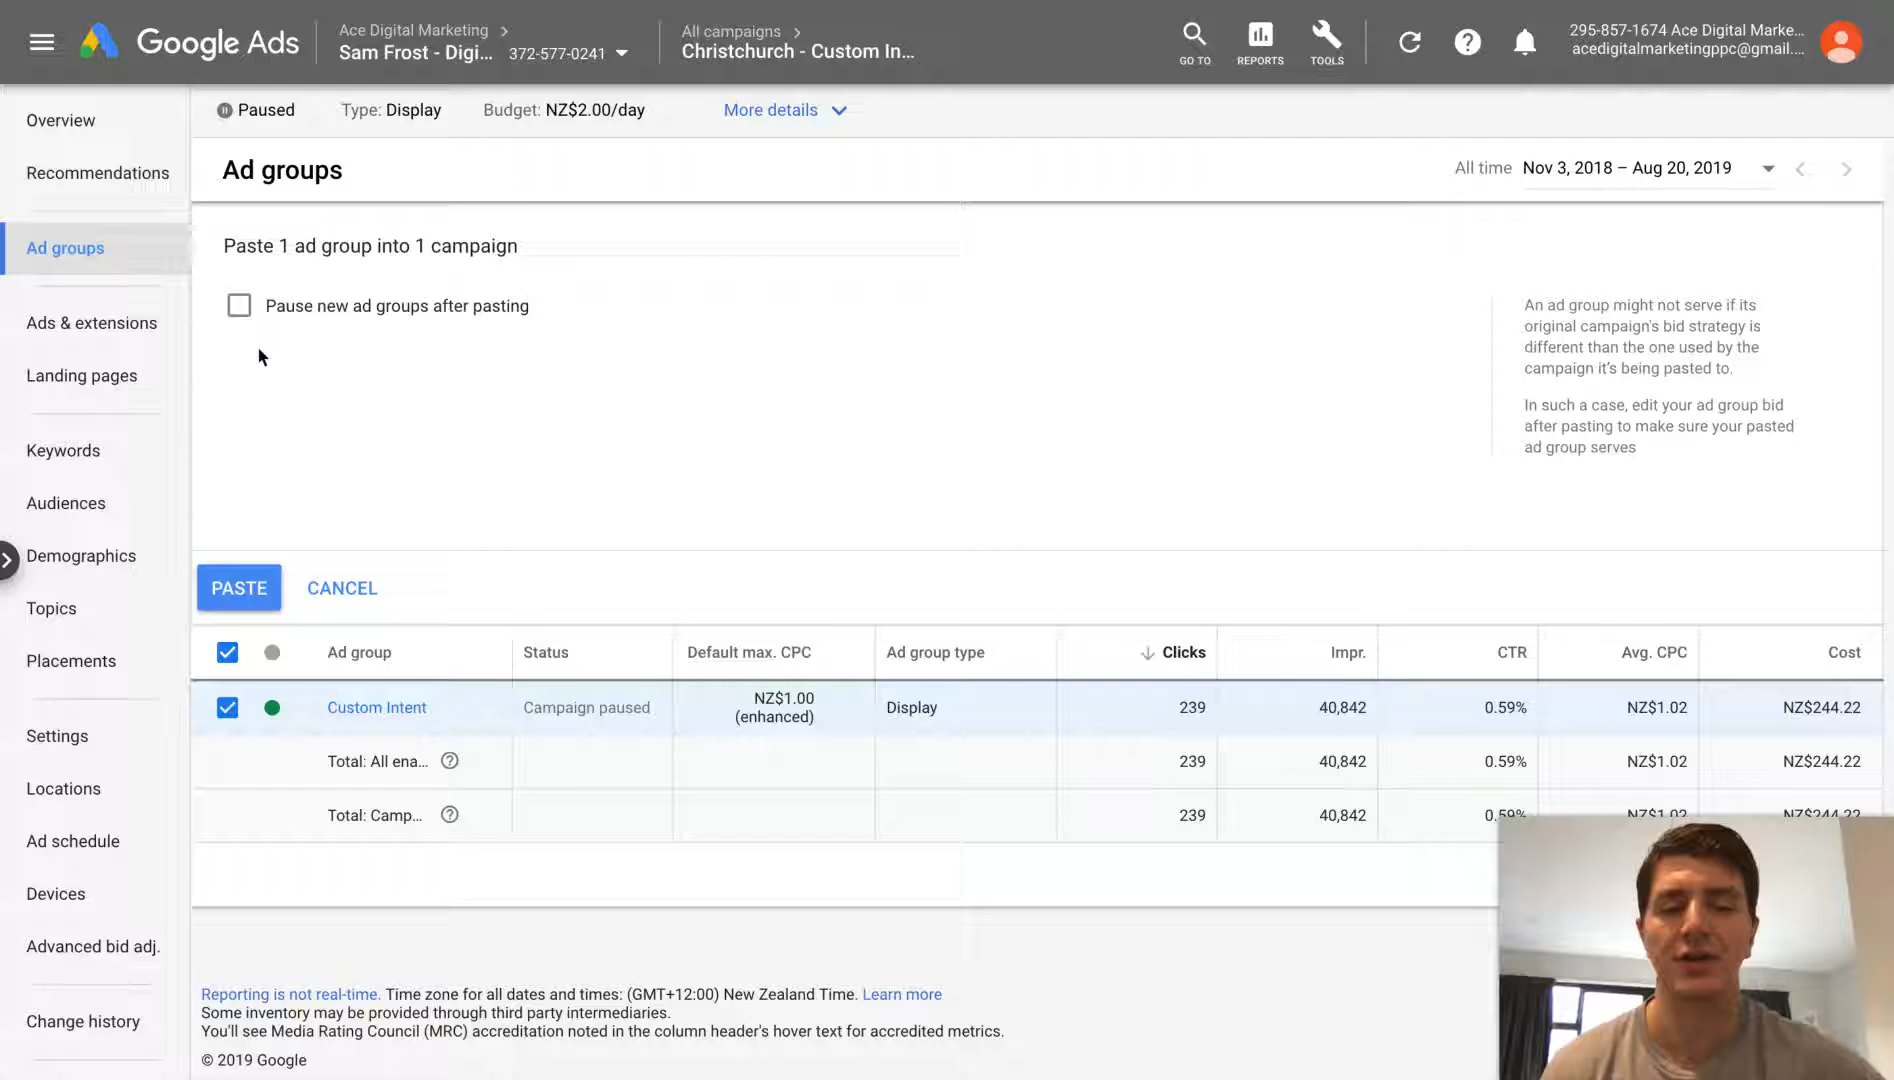 Google Ads
Ace Digital Marketing
Sam Frost - Digi... 372-577-0241
All campaigns
Christchurch - Custom In...
GO TO
REPORTS
TOOLS
295-857-1674 Ace Digital Marke...
acedigitalmarketingppc@gmail....
Paused Type: Display Budget: NZ$2.00/day More details
Overview
Recommendations
Ad groups
Ads & extensions
Landing pages
Keywords
Audiences
Demographics
Topics
Placements
Settings
Locations
Ad schedule
Devices
Advanced bid adj.
Change history
Ad groups
All time Nov 3, 2018 – Aug 20, 2019
Paste 1 ad group into 1 campaign
Pause new ad groups after pasting
An ad group might not serve if its
original campaign's bid strategy is
different than the one used by the
campaign it's being pasted to.
In such a case, edit your ad group bid
after pasting to make sure your pasted
ad group serves
PASTE CANCEL
Ad group Status Default max. CPC Ad group type Clicks Impr. CTR Avg. CPC Cost
Custom Intent Campaign paused NZ$1.00 (enhanced) Display 239 40,842 0.59% NZ$1.02 NZ$244.22
Total: All ena... 239 40,842 0.59% NZ$1.02 NZ$244.22
Total: Camp... 239 40,842 0.59% NZ$1.02 NZ$244.22
Reporting is not real-time. Time zone for all dates and times: (GMT+12:00) New Zealand Time. Learn more
Some inventory may be provided through third party intermediaries.
You'll see Media Rating Council (MRC) accreditation noted in the column header's hover text for accredited metrics.
© 2019 Google